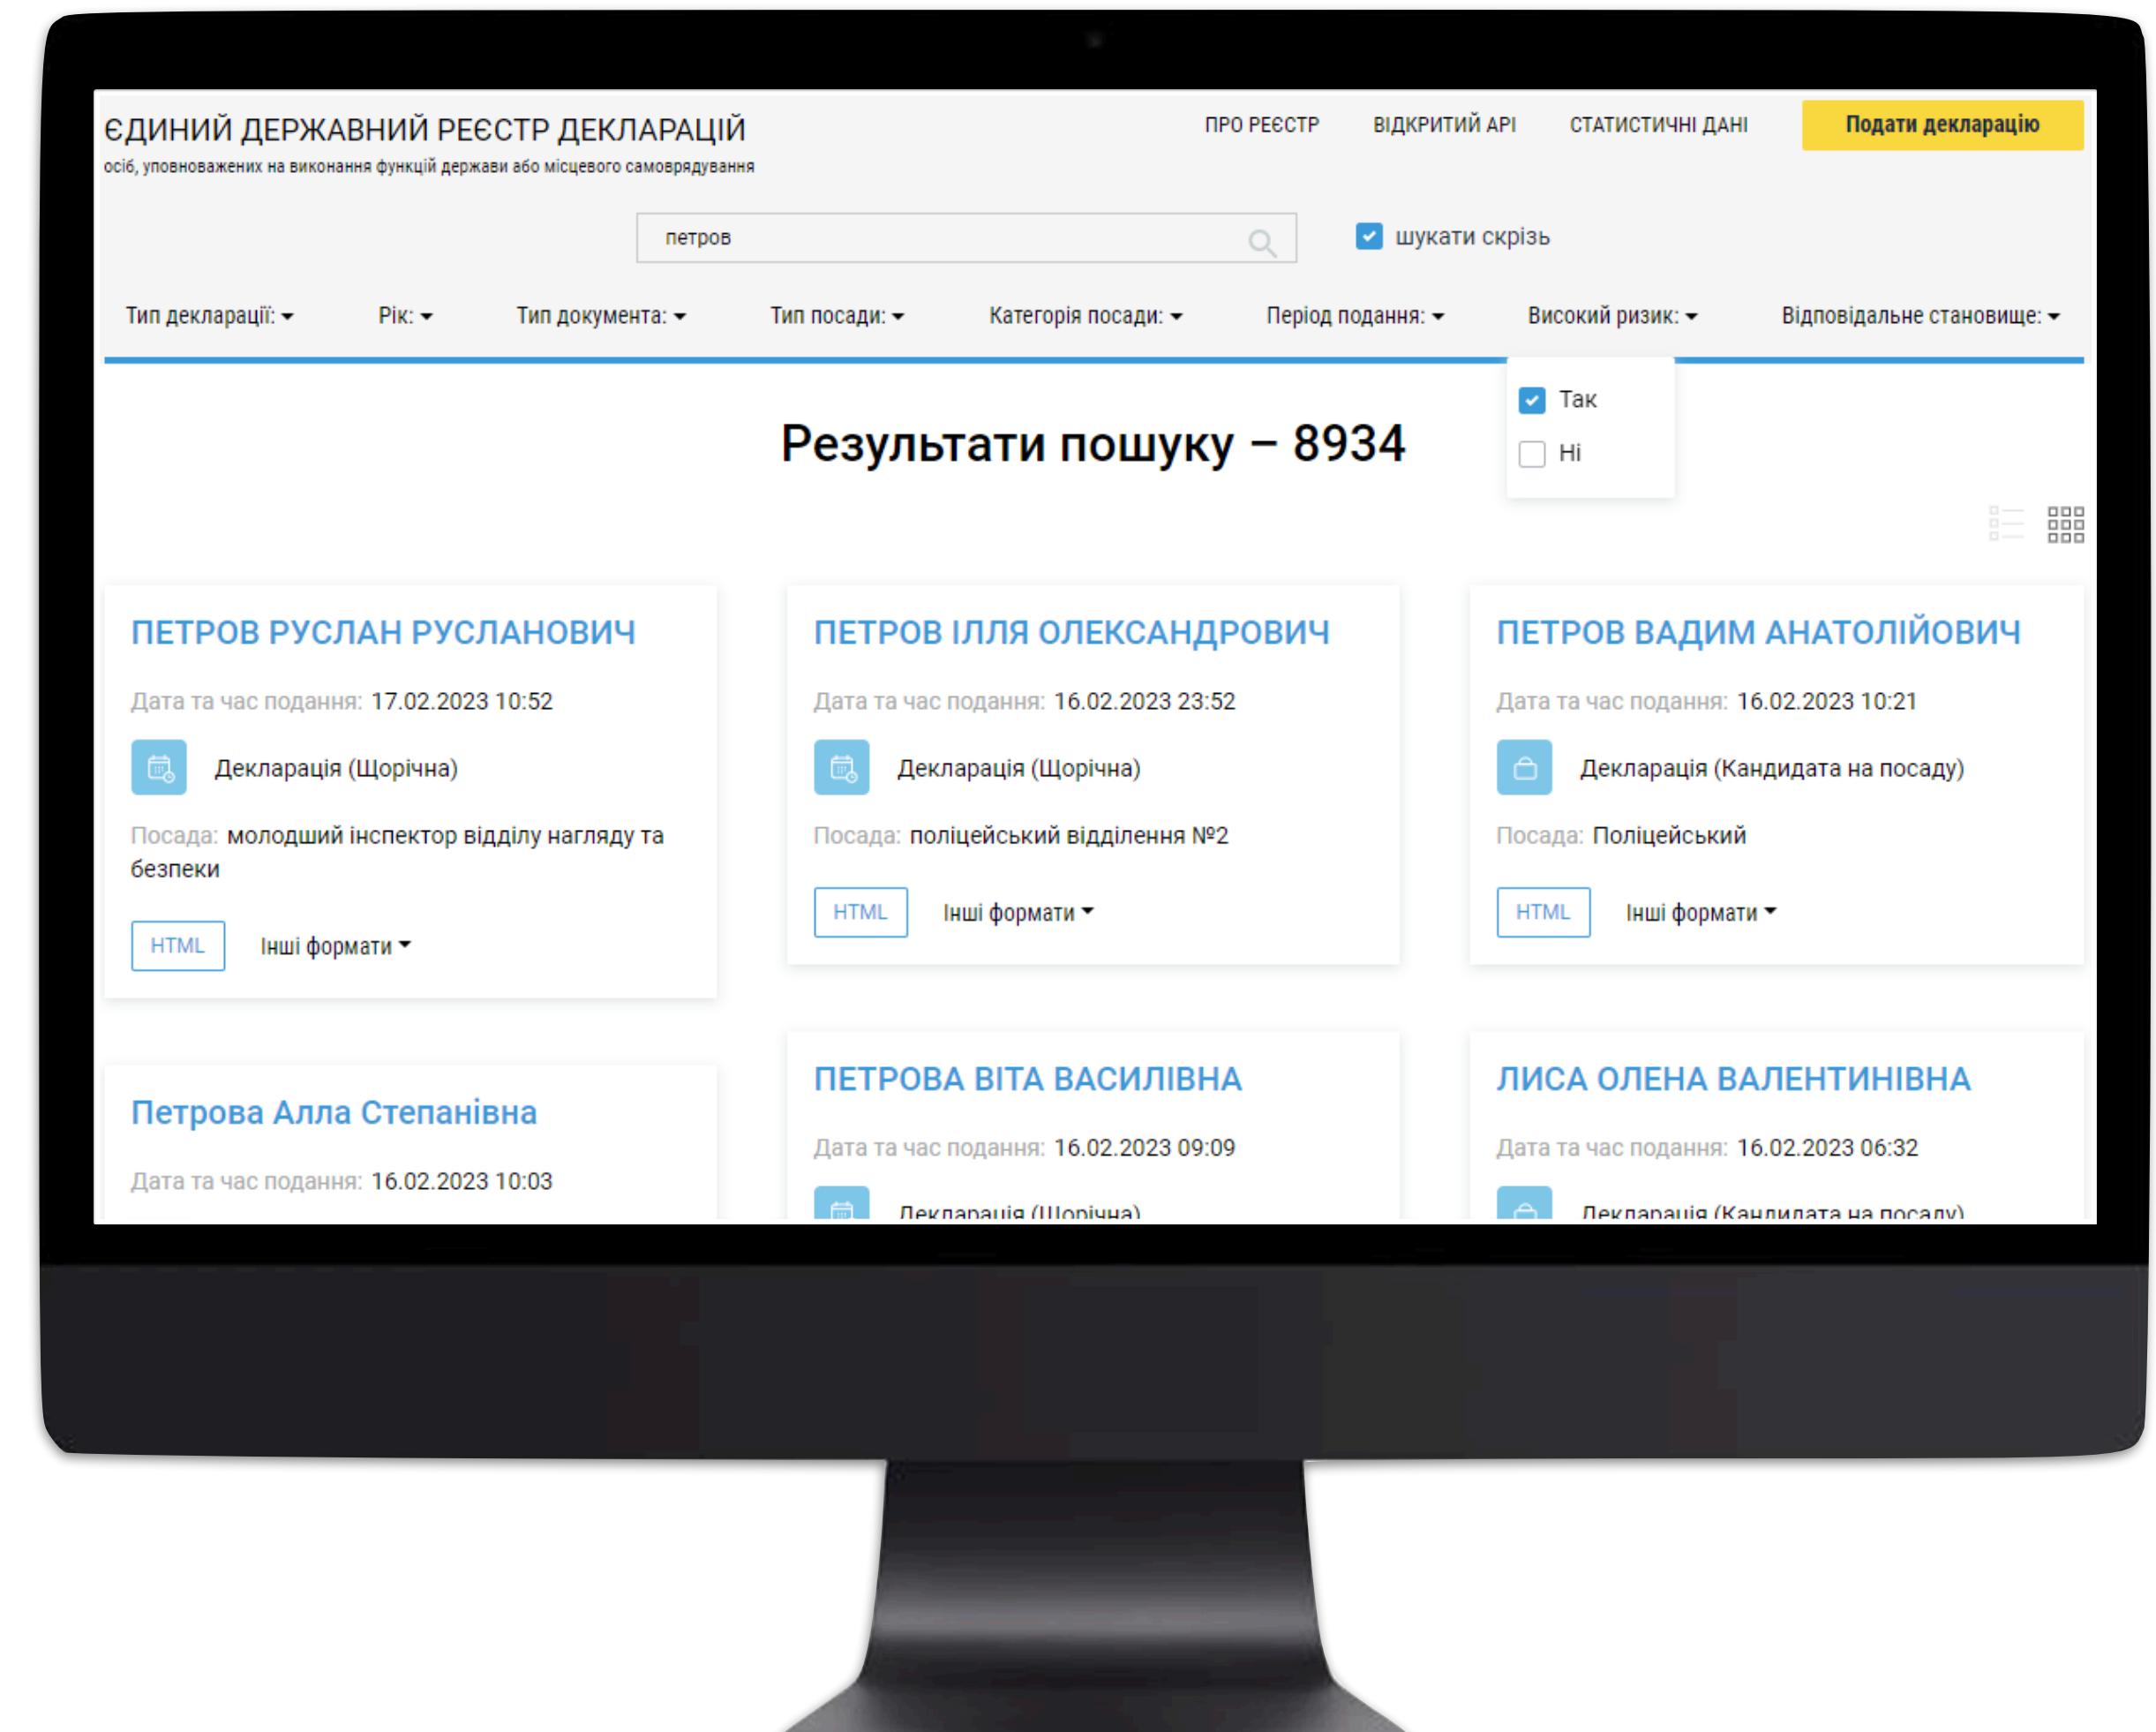 ЄДИНИЙ ДЕРЖАВНИЙ РЕЄСТР ДЕКЛАРАЦІЙ
осіб, уповноважених на виконання функцій держави або місцевого самоврядування
ПРО РЕЄСТР ВІДКРИТИЙ АРІ СТАТИСТИЧНІ ДАНІ Подати декларацію
петров
шукати скрізь
Тип декларації: Рік: Тип документа: Тип посади: Категорія посади: Період подання: Високий ризик: Відповідальне становище:
Так
Ні
Результати пошуку – 8934
ПЕТРОВ РУСЛАН РУСЛАНОВИЧ
Дата та час подання: 17.02.2023 10:52
Декларація (Щорічна)
Посада: молодший інспектор відділу нагляду та
безпеки
HTML Інші формати
ПЕТРОВ ІЛЛЯ ОЛЕКСАНДРОВИЧ
Дата та час подання: 16.02.2023 23:52
Декларація (Щорічна)
Посада: поліцейський відділення №2
HTML Інші формати
ПЕТРОВ ВАДИМ АНАТОЛІЙОВИЧ
Дата та час подання: 16.02.2023 10:21
Декларація (Кандидата на посаду)
Посада: Поліцейський
HTML Інші формати
Петрова Алла Степанівна
Дата та час подання: 16.02.2023 10:03
ПЕТРОВА ВІТА ВАСИЛІВНА
Дата та час подання: 16.02.2023 09:09
Декларація (Щорічна)
ЛИСА ОЛЕНА ВАЛЕНТИНІВНА
Дата та час подання: 16.02.2023 06:32
Декларація (Кандидата на посаду)